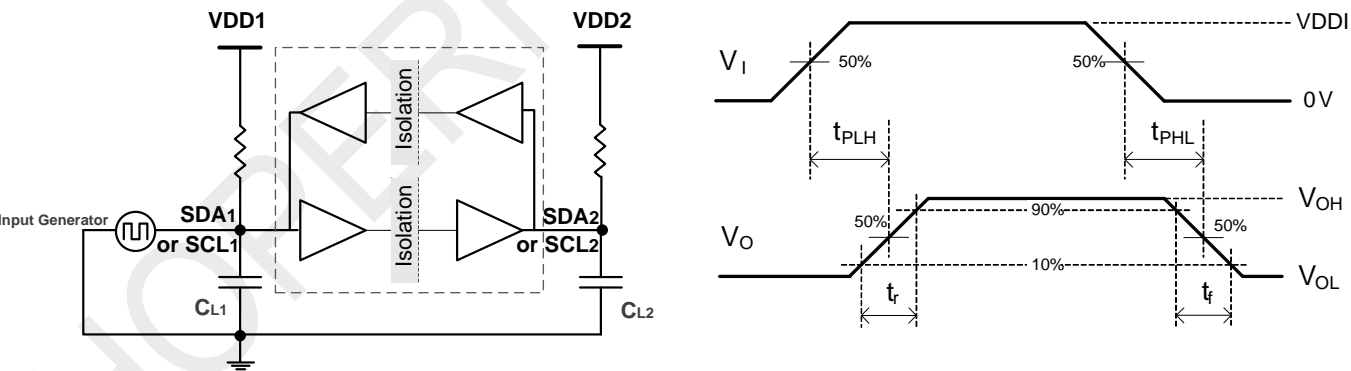 VDD1
VDD2
Isolation
Isolation
Input Generator
SDA1
or SCL1
SDA2
or SCL2
CL1
CL2
VI
50%
50%
VDDI
0V
tPLH
tPHL
VO
50%
90%
50%
10%
VOH
VOL
tr
tf